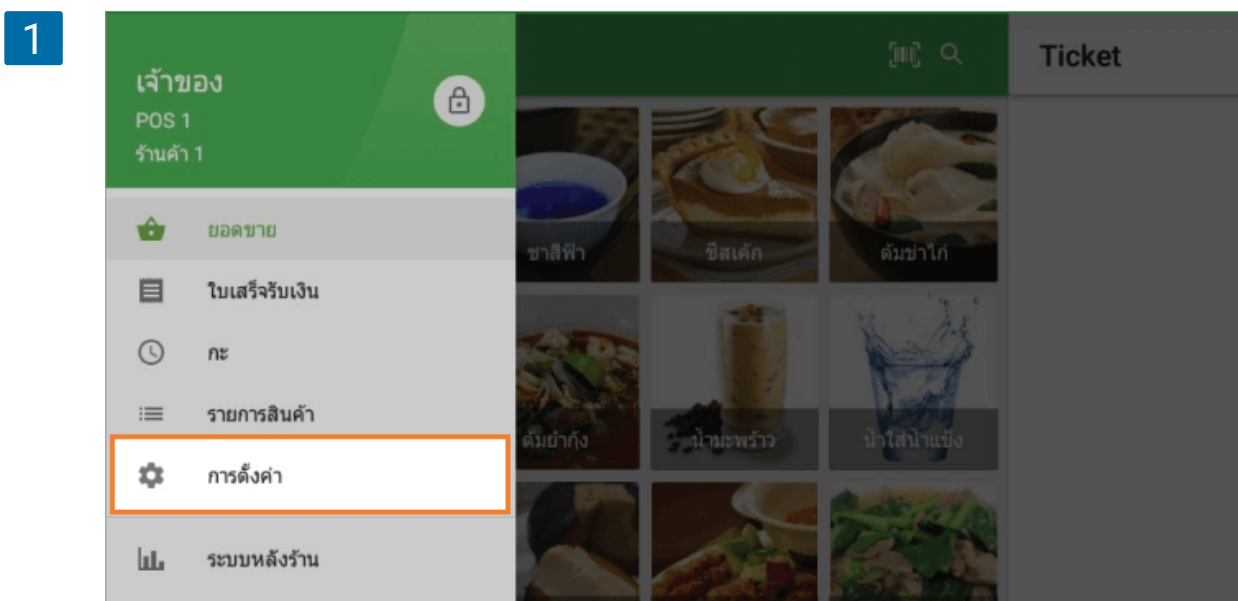 1
เจ้าของ
POS 1
ร้านค้า 1
Ticket
ยอดขาย
ใบเสร็จรับเงิน
กะ
รายการสินค้า
การตั้งค่า
ระบบหลังร้าน
ชาสีฟ้า
ชีสเค้ก
ต้มข่าไก่
ต้มยำกุ้ง
น้ำมะพร้าว
น้ำใส่น้ำแข็ง